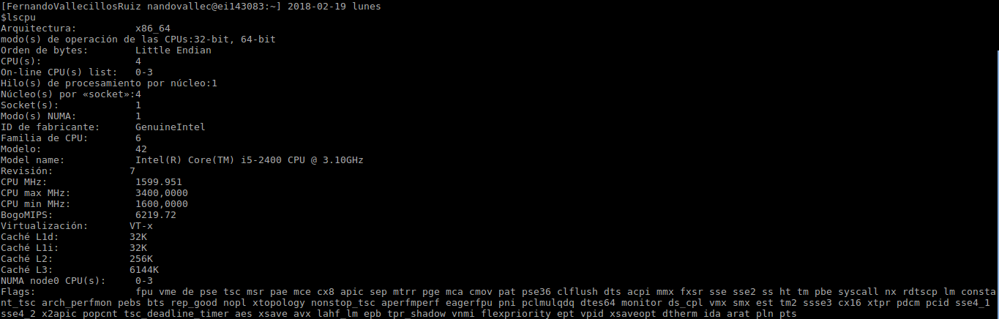 [FernandoVallecillosRuiz nandovallec@ei143083:~] 2018-02-19 lunes
$lscpu
Arquitectura:          x86_64
modo(s) de operación de las CPUs:32-bit, 64-bit
Orden de bytes:        Little Endian
CPU(s):                4
On-line CPU(s) list:   0-3
Hilo(s) de procesamiento por núcleo:1
Núcleo(s) por «socket»:4
Socket(s):             1
Modo(s) NUMA:          1
ID de fabricante:      GenuineIntel
Familia de CPU:        6
Modelo:                42
Model name:            Intel(R) Core(TM) i5-2400 CPU @ 3.10GHz
Revisión:             7
CPU MHz:               1599.951
CPU max MHz:           3400,0000
CPU min MHz:           1600,0000
BogoMIPS:              6219.72
Virtualización:       VT-x
Caché L1d:            32K
Caché L1i:            32K
Caché L2:             256K
Caché L3:             6144K
NUMA node0 CPU(s):     0-3
Flags:                 fpu vme de pse tsc msr pae mce cx8 apic sep mtrr pge mca cmov pat pse36 clflush dts acpi mmx fxsr sse sse2 ss ht tm pbe syscall nx rdtscp lm consta
nt_tsc arch_perfmon pebs bts rep_good nopl xtopology nonstop_tsc aperfmperf eagerfpu pni pclmulqdq dtes64 monitor ds_cpl vmx smx est tm2 ssse3 cx16 xtpr pdcm pcid sse4_1
sse4_2 x2apic popcnt tsc_deadline_timer aes xsave avx lahf_lm epb tpr_shadow vnmi flexpriority ept vpid xsaveopt dtherm ida arat pln pts